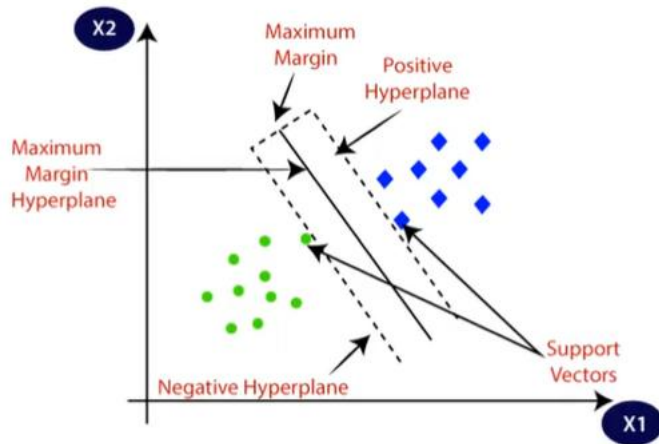 X2
Maximum
Margin
Positive
Hyperplane
Maximum
Margin
Hyperplane
Support
Vectors
Negative Hyperplane
X1